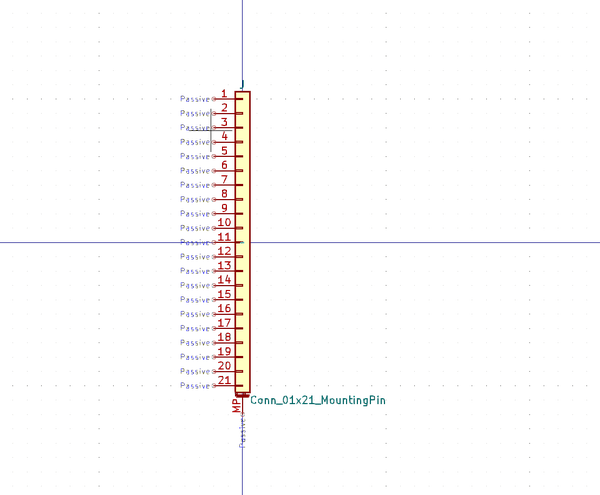 J
Passive 1
Passive 2
Passive 3
Passive 4
Passive 5
Passive 6
Passive 7
Passive 8
Passive 9
Passive 10
Passive 11
Passive 12
Passive 13
Passive 14
Passive 15
Passive 16
Passive 17
Passive 18
Passive 19
Passive 20
Passive 21
MP
Conn_01x21_MountingPin
Passive